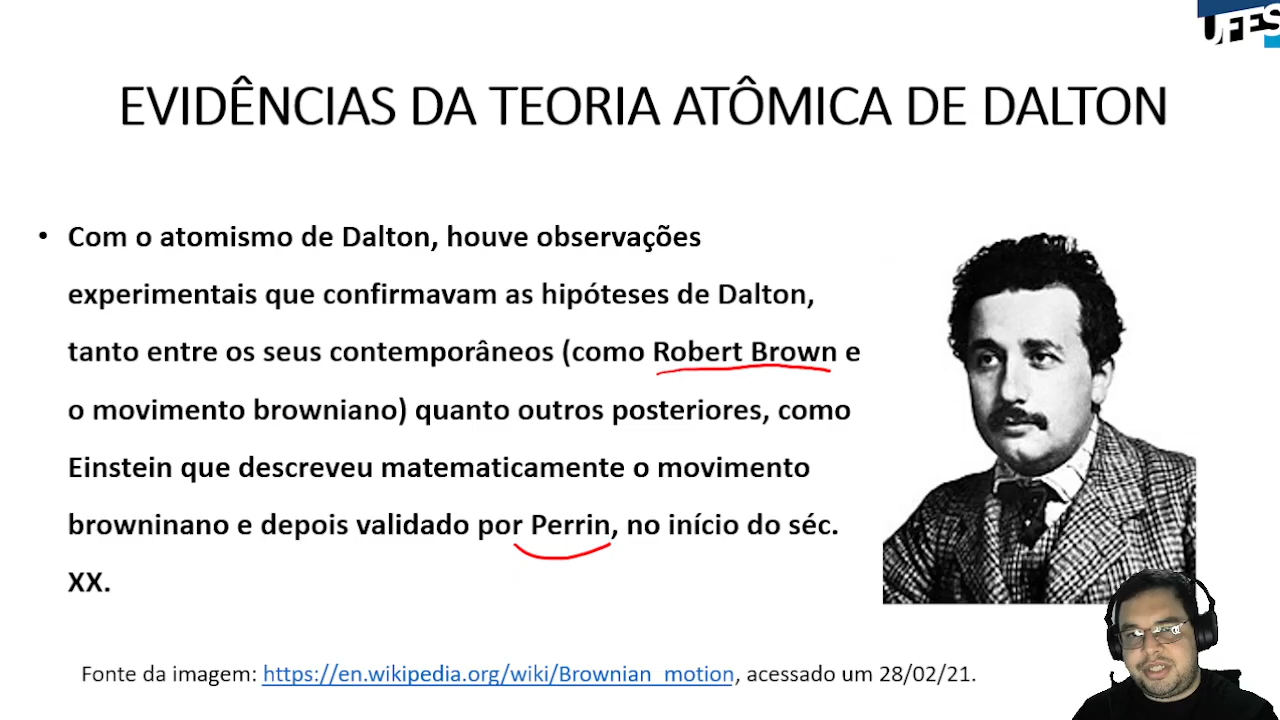 UFES
EVIDÊNCIAS DA TEORIA ATÔMICA DE DALTON
• Com o atomismo de Dalton, houve observações
experimentais que confirmavam as hipóteses de Dalton,
tanto entre os seus contemporâneos (como Robert Brown e
o movimento browniano) quanto outros posteriores, como
Einstein que descreveu matematicamente o movimento
browninano e depois validado por Perrin, no início do séc.
XX.
Fonte da imagem: https://en.wikipedia.org/wiki/Brownian_motion, acessado um 28/02/21.